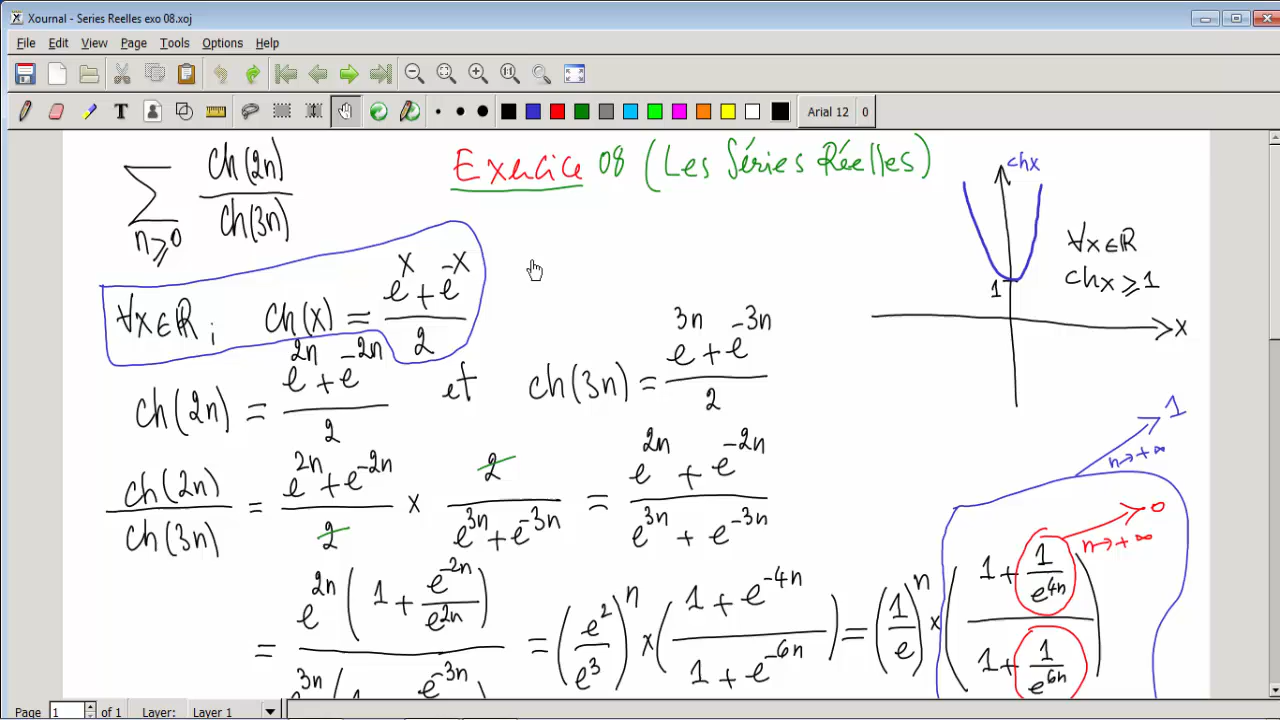 Xournal - Series Reelles exo 08.xoj
File Edit View Page Tools Options Help
Arial 12 0
Exercice 08 (Les Séries Réelles)
∑ n≥0 ch(2n)/ch(3n)
chx
∀x∈ℝ
chx ≥ 1
1
x
∀x∈ℝ; ch(x) = (e^x + e^-x)/2
ch(2n) = (e^2n + e^-2n)/2 et ch(3n) = (e^3n + e^-3n)/2
ch(2n)/ch(3n) = (e^2n + e^-2n)/2 × 2/(e^3n + e^-3n) = (e^2n + e^-2n)/(e^3n + e^-3n)
1
n→+∞
0
n→+∞
= e^2n(1 + e^-2n/e^2n)/e^3n(1 e^-3n = (e^2/e^3)^n × ((1 + e^-4n)/(1 + e^-6n)) = (1/e)^n × ((1 + 1/e^4n)/(1 + 1/e^6n))
Page 1 of 1 Layer: Layer 1